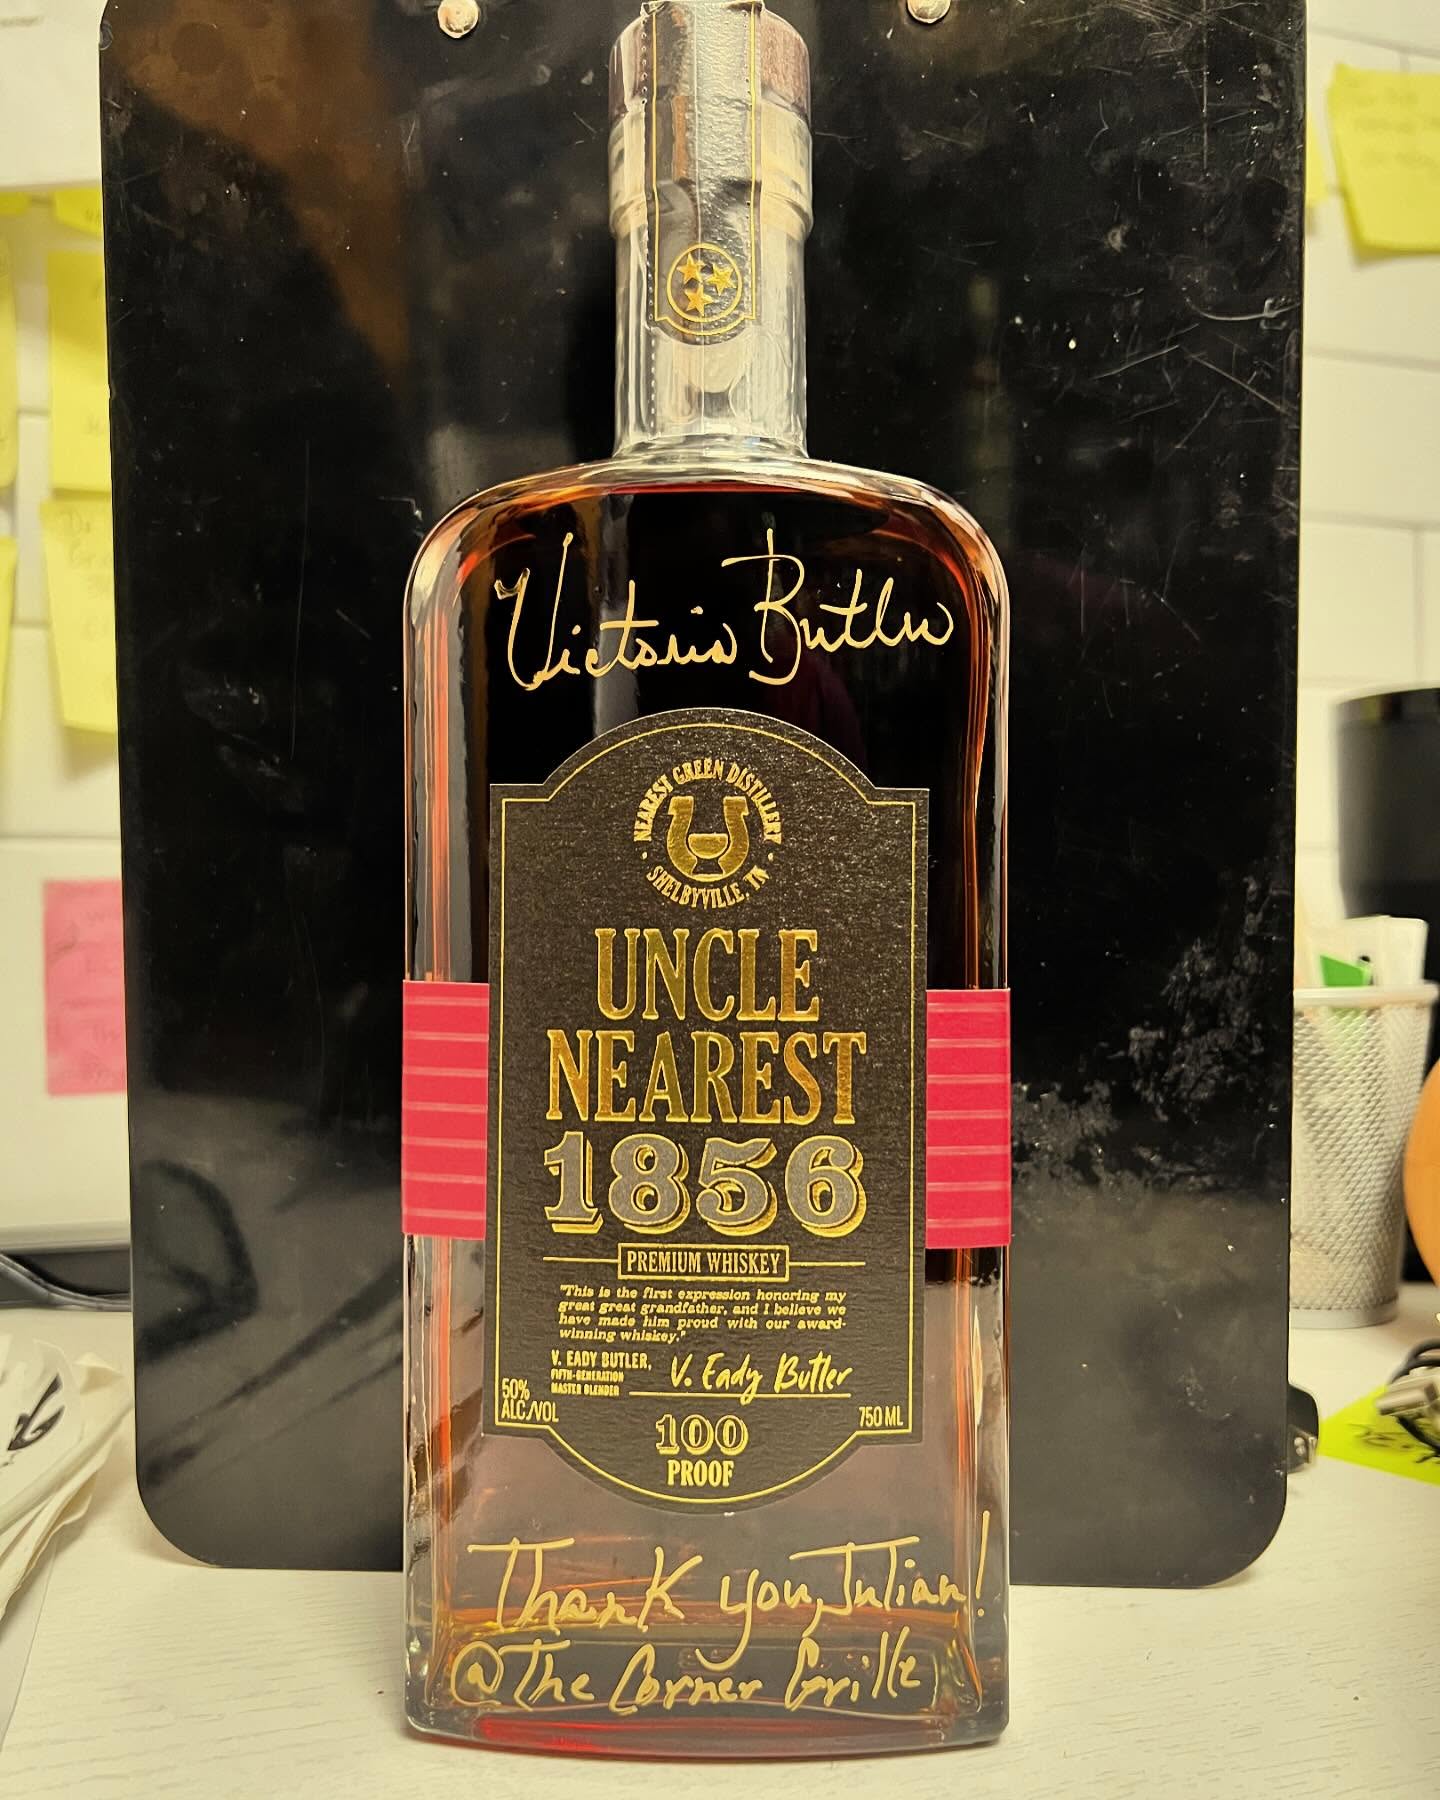 Victoria Butler
NEAREST GREEN DISTILLERY
SHELBYVILLE, TN
UNCLE
NEAREST
1856
PREMIUM WHISKEY
"This is the first expression honoring my
great great grandfather, and I believe we
have made him proud with our award-
winning whiskey."
V. EADY BUTLER,
FIFTH-GENERATION
MASTER BLENDER
V. Eady Butler
50%
ALC./VOL
750 ML
100
PROOF
Thank you, Julian!
@ The Corner Grille